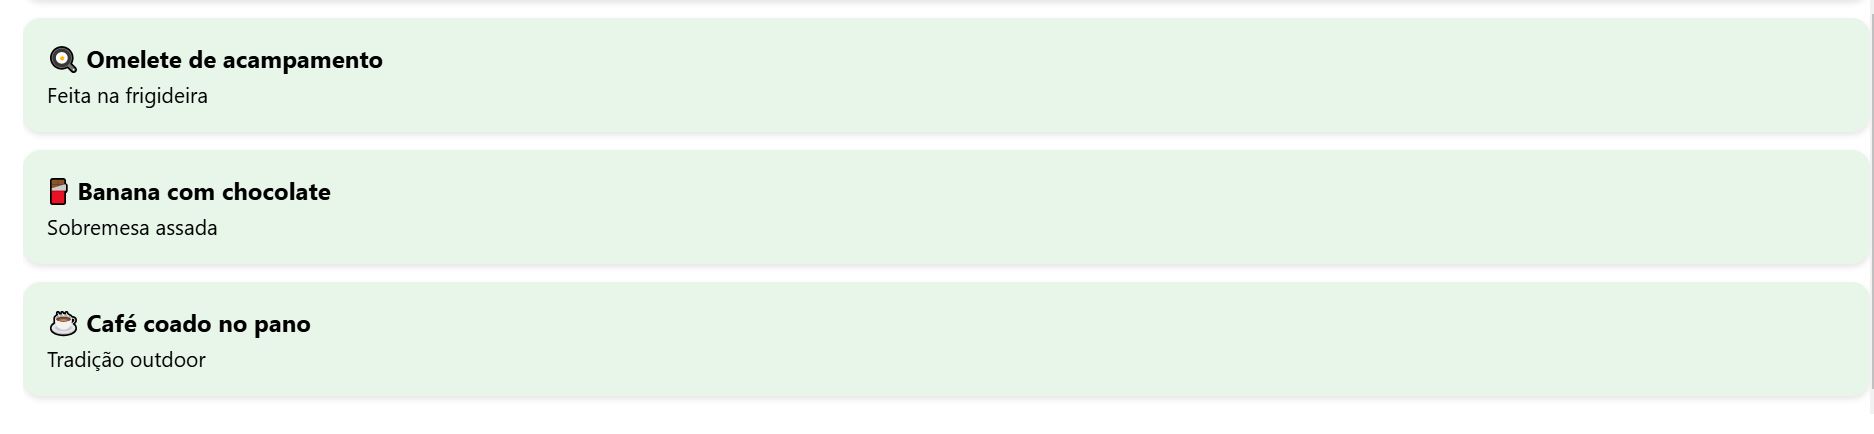 🍳 Omelete de acampamento
Feita na frigideira
🍫 Banana com chocolate
Sobremesa assada
☕ Café coado no pano
Tradição outdoor